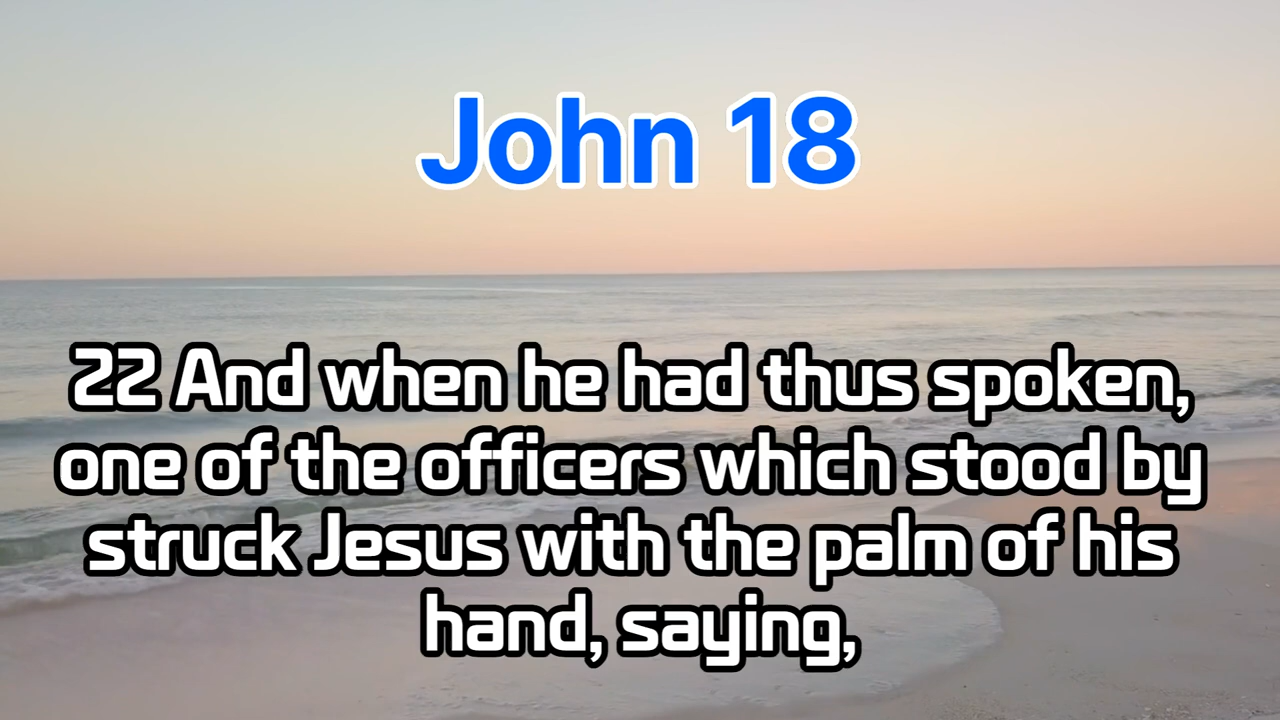 John 18
22 And when he had thus spoken,
one of the officers which stood by
struck Jesus with the palm of his
hand, saying,